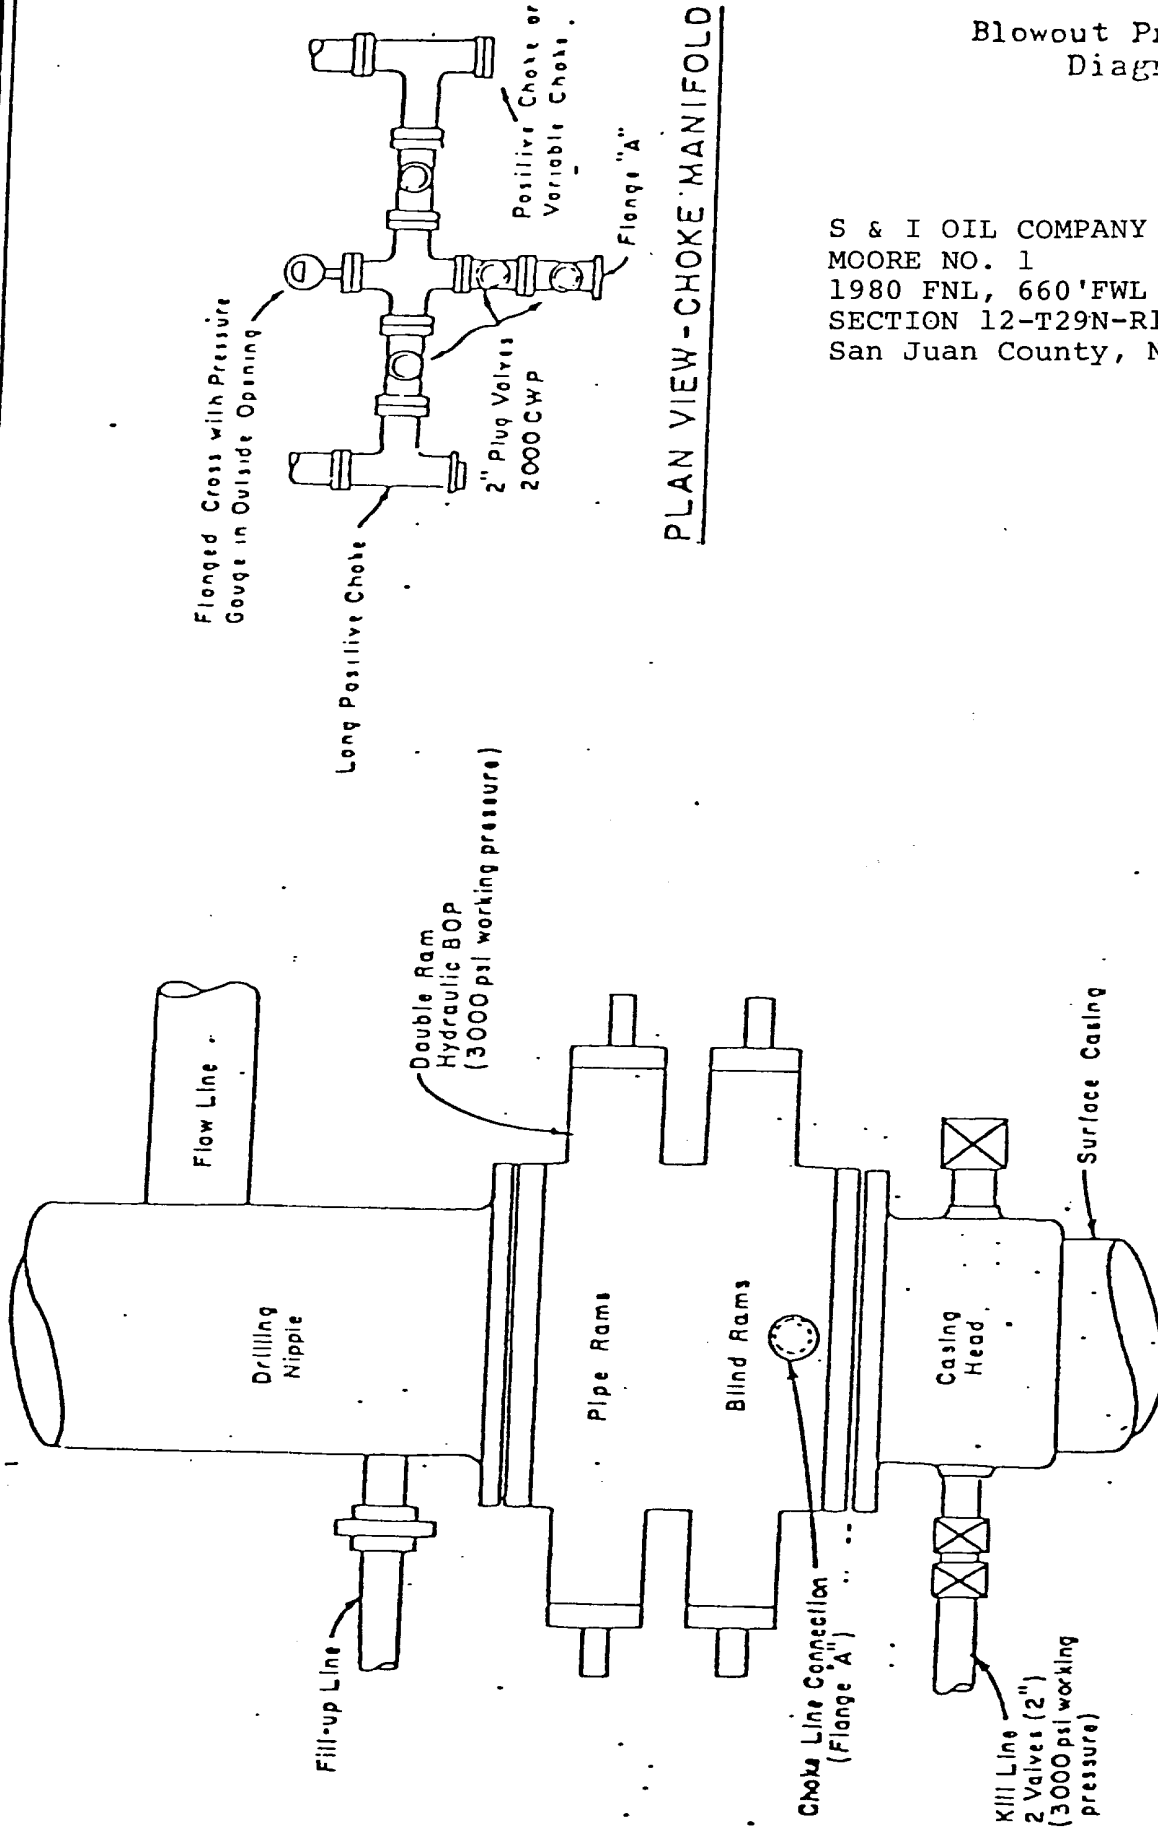 Blowout Pr
Diagr
S & I OIL COMPANY
MOORE NO. 1
1980 FNL, 660'FWL
SECTION 12-T29N-R1
San Juan County, N
Flanged Cross with Pressure
Gauge in Outside Opening
Long Positive Choke
2" Plug Valves
2000 CWP
Positive Choke or
Variable Choke.
Flange "A"
PLAN VIEW-CHOKE MANIFOLD
Flow Line
Drilling
Nipple
Fill-up Line
Double Ram
Hydraulic BOP
(3000 psi working pressure)
Pipe Rams
Blind Rams
Choke Line Connection
(Flange "A")
Casing
Head
Surface Casing
Kill Line
2 Valves (2")
(3000 psi working
pressure)